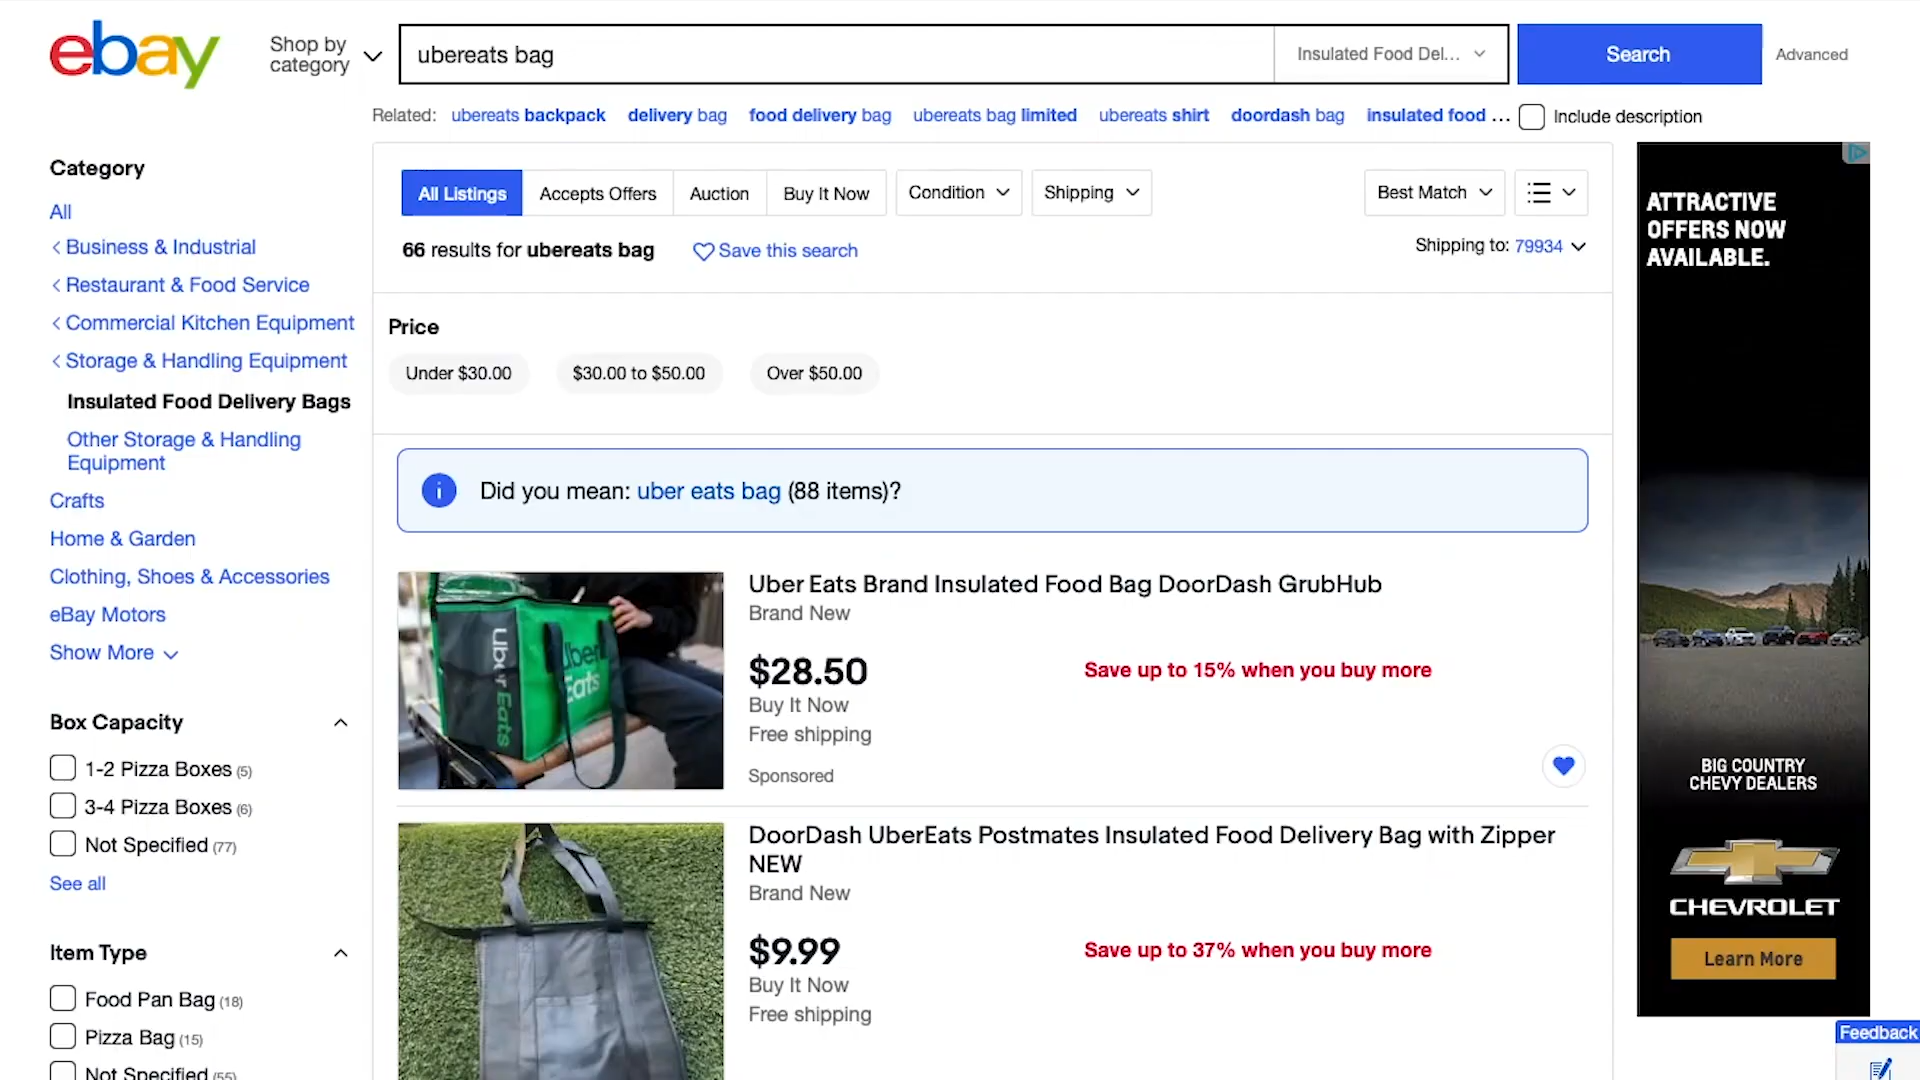 ebay
Shop by
category
ubereats bag
Insulated Food Del...
Search
Advanced
Related: ubereats backpack delivery bag food delivery bag ubereats bag limited ubereats shirt doordash bag insulated food ...
Include description
Category
All
Business & Industrial
Restaurant & Food Service
Commercial Kitchen Equipment
Storage & Handling Equipment
Insulated Food Delivery Bags
Other Storage & Handling
Equipment
Crafts
Home & Garden
Clothing, Shoes & Accessories
eBay Motors
Show More
Box Capacity
1-2 Pizza Boxes (5)
3-4 Pizza Boxes (6)
Not Specified (77)
See all
Item Type
Food Pan Bag (18)
Pizza Bag (15)
Not Specified (55)
All Listings
Accepts Offers
Auction
Buy It Now
Condition
Shipping
Best Match
66 results for ubereats bag
Save this search
Shipping to: 79934
Price
Under $30.00
$30.00 to $50.00
Over $50.00
Did you mean: uber eats bag (88 items)?
Uber Eats
Uber
Eats
Uber Eats Brand Insulated Food Bag DoorDash GrubHub
Brand New
$28.50
Save up to 15% when you buy more
Buy It Now
Free shipping
Sponsored
DoorDash UberEats Postmates Insulated Food Delivery Bag with Zipper
NEW
Brand New
$9.99
Save up to 37% when you buy more
Buy It Now
Free shipping
ATTRACTIVE
OFFERS NOW
AVAILABLE.
BIG COUNTRY
CHEVY DEALERS
CHEVROLET
Learn More
Feedback